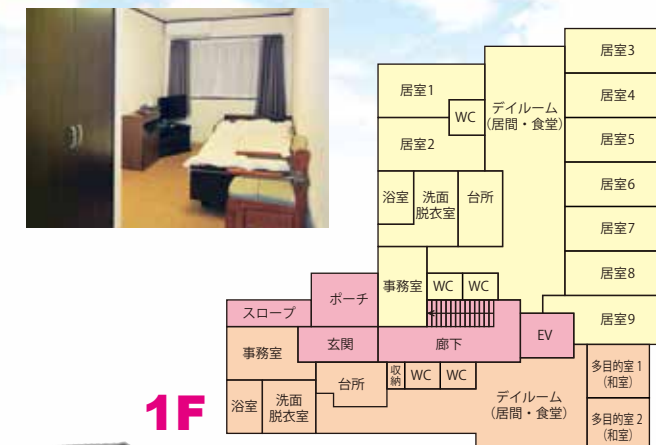 居室3
居室1
居室4
デイルーム
(居間・食堂)
WC
居室5
居室2
居室6
浴室
洗面
脱衣室
台所
居室7
居室8
事務室
WC
WC
ポーチ
スロープ
居室9
玄関
廊下
EV
事務室
多目的室1
(和室)
台所
収納
WC
WC
デイルーム
(居間・食堂)
浴室
洗面
脱衣室
多目的室2
(和室)
1F